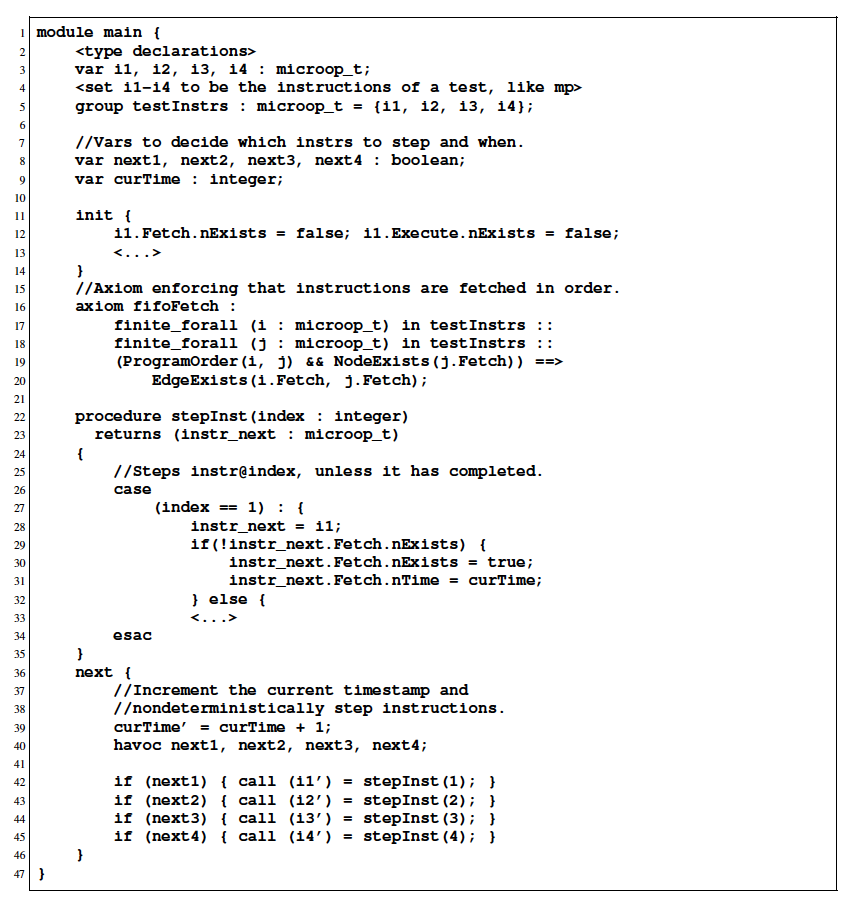 1 module main {
2     <type declarations>
3     var i1, i2, i3, i4 : microop_t;
4     <set i1-i4 to be the instructions of a test, like mp>
5     group testInstrs : microop_t = {i1, i2, i3, i4};
6
7     //Vars to decide which instrs to step and when.
8     var next1, next2, next3, next4 : boolean;
9     var curTime : integer;
10
11     init {
12         i1.Fetch.nExists = false; i1.Execute.nExists = false;
13         <...>
14     }
15     //Axiom enforcing that instructions are fetched in order.
16     axiom fifoFetch :
17         finite_forall (i : microop_t) in testInstrs ::
18         finite_forall (j : microop_t) in testInstrs ::
19         (ProgramOrder(i, j) && NodeExists(j.Fetch)) ==>
20             EdgeExists(i.Fetch, j.Fetch);
21
22     procedure stepInst(index : integer)
23       returns (instr_next : microop_t)
24     {
25         //Steps instr@index, unless it has completed.
26         case
27             (index == 1) : {
28                 instr_next = i1;
29                 if(!instr_next.Fetch.nExists) {
30                     instr_next.Fetch.nExists = true;
31                     instr_next.Fetch.nTime = curTime;
32                 } else {
33                 <...>
34         esac
35     }
36     next {
37         //Increment the current timestamp and
38         //nondeterministically step instructions.
39         curTime′ = curTime + 1;
40         havoc next1, next2, next3, next4;
41
42         if (next1) { call (i1′) = stepInst(1); }
43         if (next2) { call (i2′) = stepInst(2); }
44         if (next3) { call (i3′) = stepInst(3); }
45         if (next4) { call (i4′) = stepInst(4); }
46     }
47 }